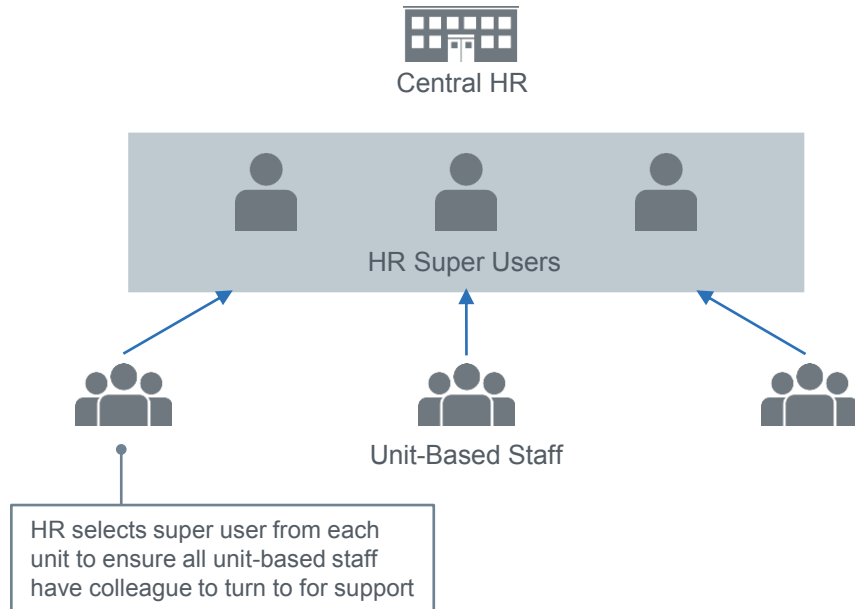 Central HR
HR Super Users
Unit-Based Staff
HR selects super user from each
unit to ensure all unit-based staff
have colleague to turn to for support